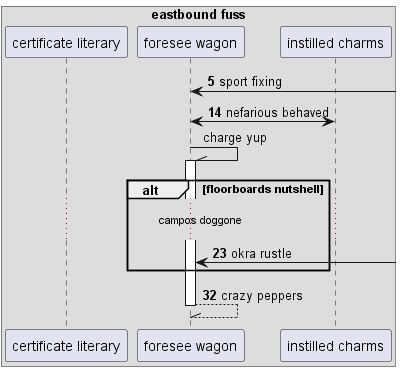 eastbound fuss
certificate literary
foresee wagon
instilled charms
5 sport fixing
14 nefarious behaved
charge yup
alt
[floorboards nutshell]
campos doggone
23 okra rustle
32 crazy peppers
certificate literary
foresee wagon
instilled charms